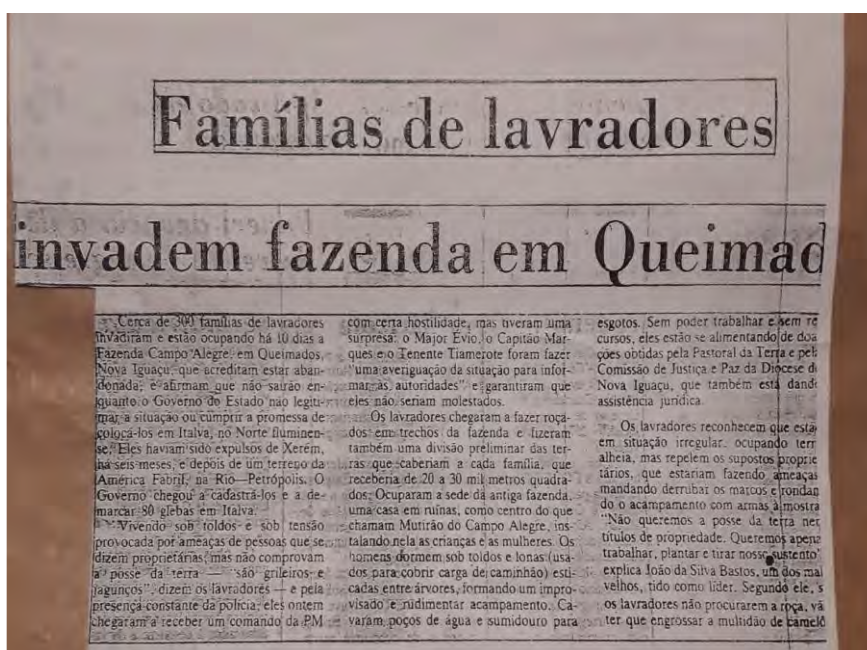 Famílias de lavradores
invadem fazenda em Queimad
Cerca de 300 famílias de lavradores
invadiram e estão ocupando há 10 dias a
Fazenda Campo Alegre, em Queimados,
Nova Iguaçu, que acreditam estar aban-
donada; e afirmam que não sairão en-
quanto o Governo do Estado não legiti-
mar a situação ou cumprir a promessa de
colocá-los em Italva, no Norte fluminen-
se. Eles haviam sido expulsos de Xerém,
há seis meses, e depois de um terreno da
América Fabril, na Rio—Petrópolis. O
Governo chegou a cadastrá-los e a de-
marcar 80 glebas em Italva.
Vivendo sob toldos e sob tensão
provocada por ameaças de pessoas que se
dizem proprietárias, mas não comprovam
a posse da terra — "são grileiros e
jagunços", dizem os lavradores — e pela
presença constante da polícia, eles ontem
chegaram a receber um comando da PM
com certa hostilidade, mas tiveram uma
surpresa: o Major Évio, o Capitão Mar-
ques e o Tenente Tiamerote foram fazer
"uma averiguação da situação para infor-
mar às autoridades" e garantiram que
eles não seriam molestados.
Os lavradores chegaram a fazer roça-
dos em trechos da fazenda e fizeram
também uma divisão preliminar das ter-
ras que caberiam a cada família, que
receberia de 20 a 30 mil metros quadra-
dos. Ocuparam a sede da antiga fazenda,
uma casa em ruínas, como centro do que
chamam Mutirão do Campo Alegre, ins-
talando nela as crianças e as mulheres. Os
homens dormem sob toldos e lonas (usa-
dos para cobrir carga de caminhão) esti-
cadas entre árvores, formando um impro-
visado e rudimentar acampamento. Ca-
varam poços de água e sumidouro para
esgotos. Sem poder trabalhar e sem re
cursos, eles estão se alimentando de doa
ções obtidas pela Pastoral da Terra e pel
Comissão de Justiça e Paz da Diocese d
Nova Iguaçu, que também está dand
assistência jurídica.
Os lavradores reconhecem que estã
em situação irregular, ocupando terr
alheia, mas repelem os supostos proprie
tários, que estariam fazendo ameaças
mandando derrubar os marcos e rondan
do o acampamento com armas à mostra
"Não queremos a posse da terra nem
títulos de propriedade. Queremos apena
trabalhar, plantar e tirar nosso sustento"
explica João da Silva Bastos, um dos mai
velhos, tido como líder. Segundo ele, s
os lavradores não procurarem a roça, vã
ter que engrossar a multidão de camelô